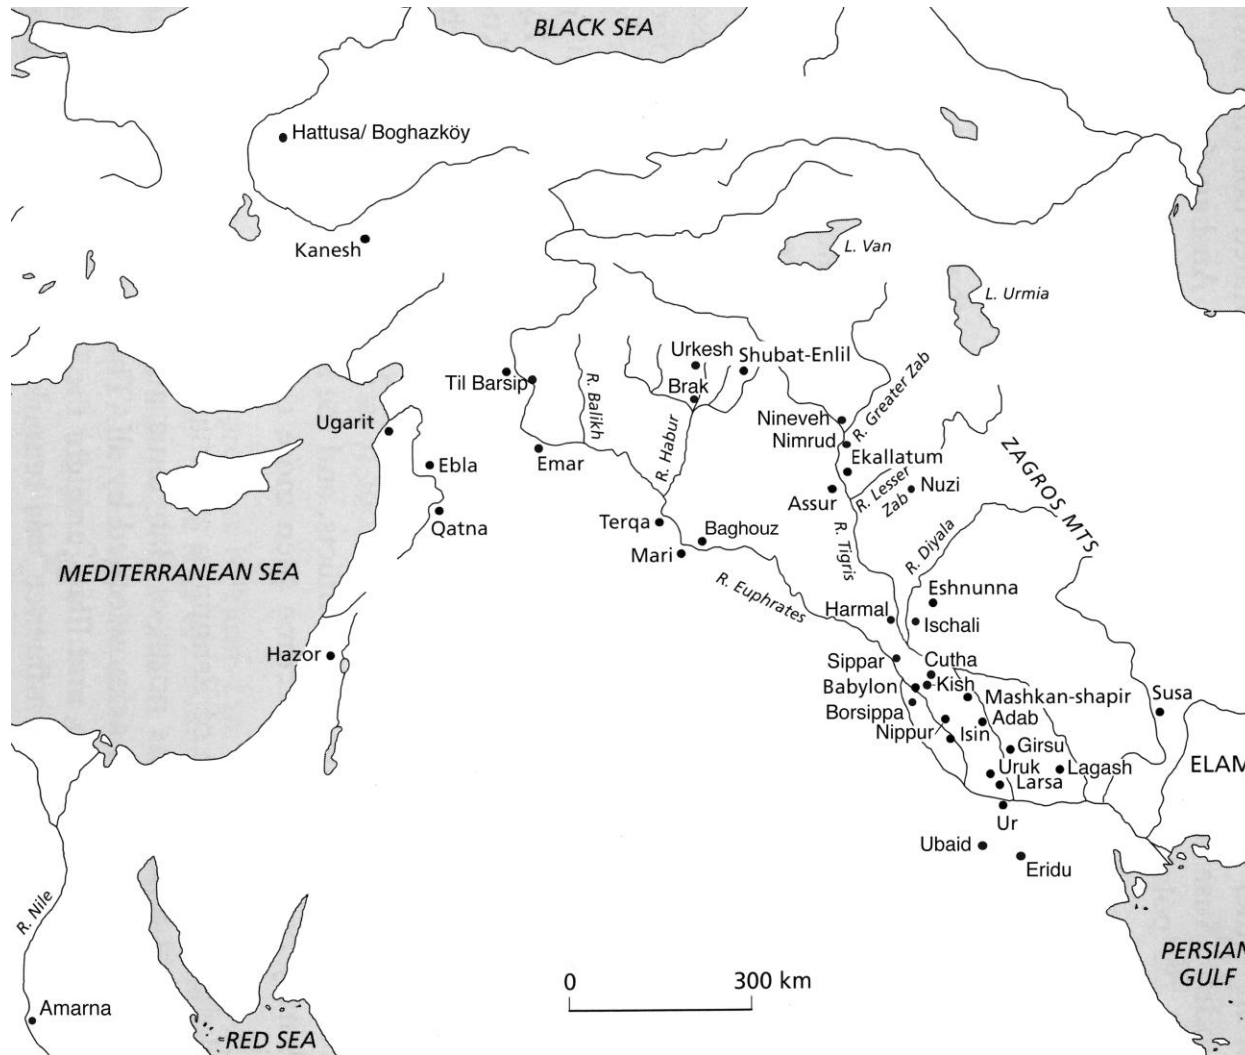 BLACK SEA
Hattusa/ Boghazköy
Kanesh
L. Van
L. Urmia
Urkesh
Shubat-Enlil
Til Barsip
Brak
R. Balikh
R. Habur
R. Greater Zab
Ugarit
Nineveh
Nimrud
Ebla
Emar
Ekallatum
Assur
R. Lesser
Zab
Nuzi
ZAGROS MTS
Qatna
Terqa
Baghouz
Mari
R. Tigris
R. Diyala
MEDITERRANEAN SEA
R. Euphrates
Eshnunna
Harmal
Ischali
Hazor
Sippar
Cutha
Babylon
Kish
Mashkan-shapir
Susa
Borsippa
Adab
Nippur
Isin
Girsu
Uruk
Lagash
ELAM
Larsa
Ur
Ubaid
Eridu
R. Nile
PERSIAN
GULF
0 300 km
Amarna
RED SEA